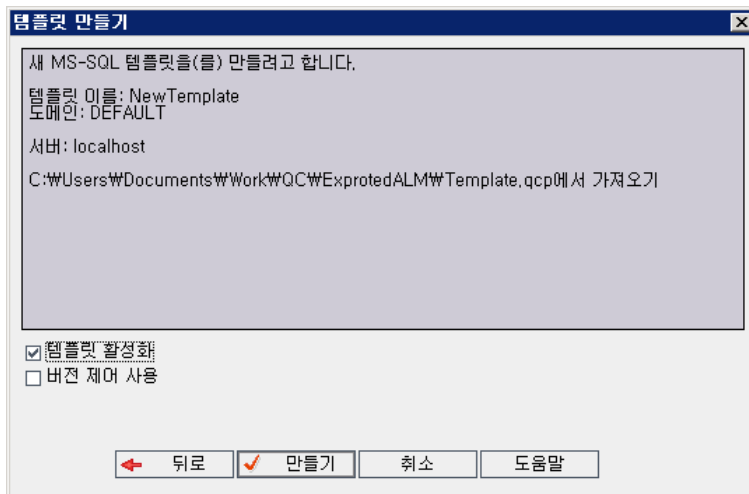 템플릿 만들기
새 MS-SQL 템플릿을(를) 만들려고 합니다.
템플릿 이름: NewTemplate
도메인: DEFAULT
서버: localhost
C:₩Users₩Documents₩Work₩QC₩ExprotedALM₩Template.qcp에서 가져오기
템플릿 활성화
버전 제어 사용
뒤로 만들기 취소 도움말